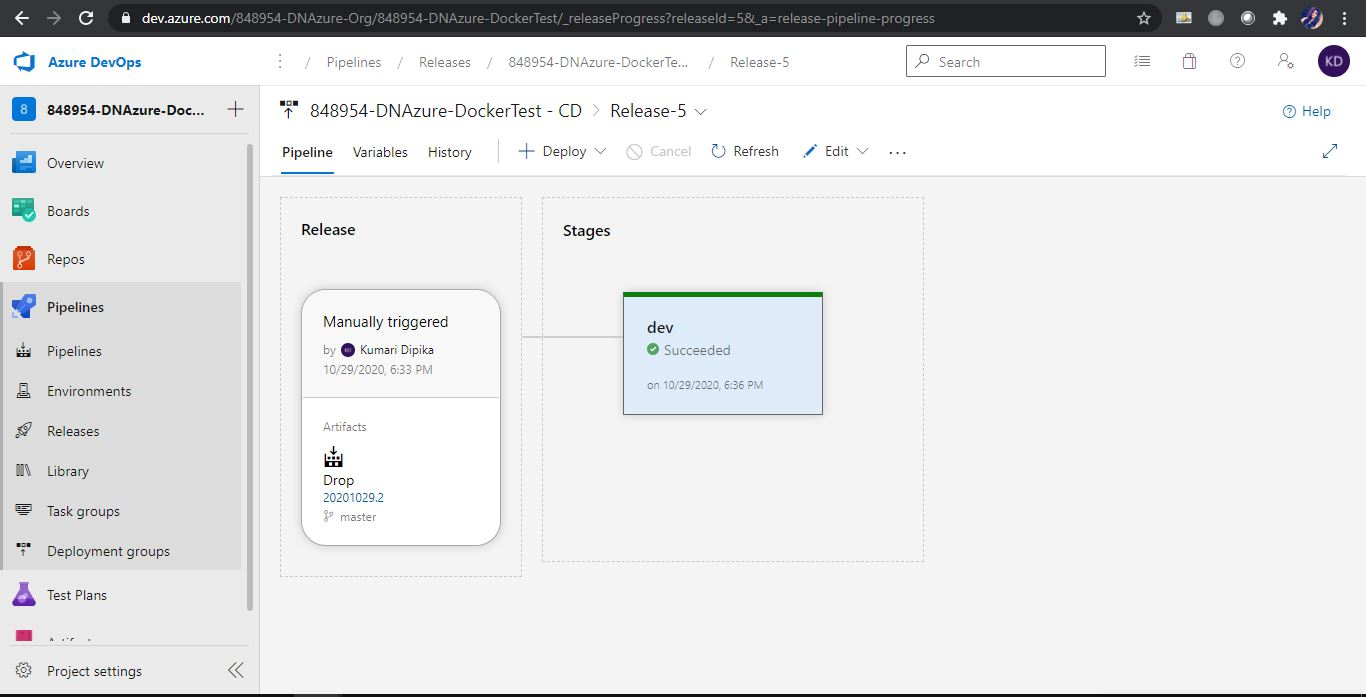 dev.azure.com/848954-DNAzure-Org/848954-DNAzure-DockerTest/_releaseProgress?releaseId=5&_a=release-pipeline-progress
Azure DevOps
/ Pipelines / Releases / 848954-DNAzure-DockerTe... / Release-5
Search
KD
8 848954-DNAzure-Doc...
848954-DNAzure-DockerTest - CD > Release-5
Help
Pipeline Variables History Deploy Cancel Refresh Edit ...
Overview
Boards
Repos
Pipelines
Pipelines
Environments
Releases
Library
Task groups
Deployment groups
Test Plans
Project settings
Release
Manually triggered
by KD Kumari Dipika
10/29/2020, 6:33 PM
Artifacts
Drop
20201029.2
master
Stages
dev
Succeeded
on 10/29/2020, 6:36 PM